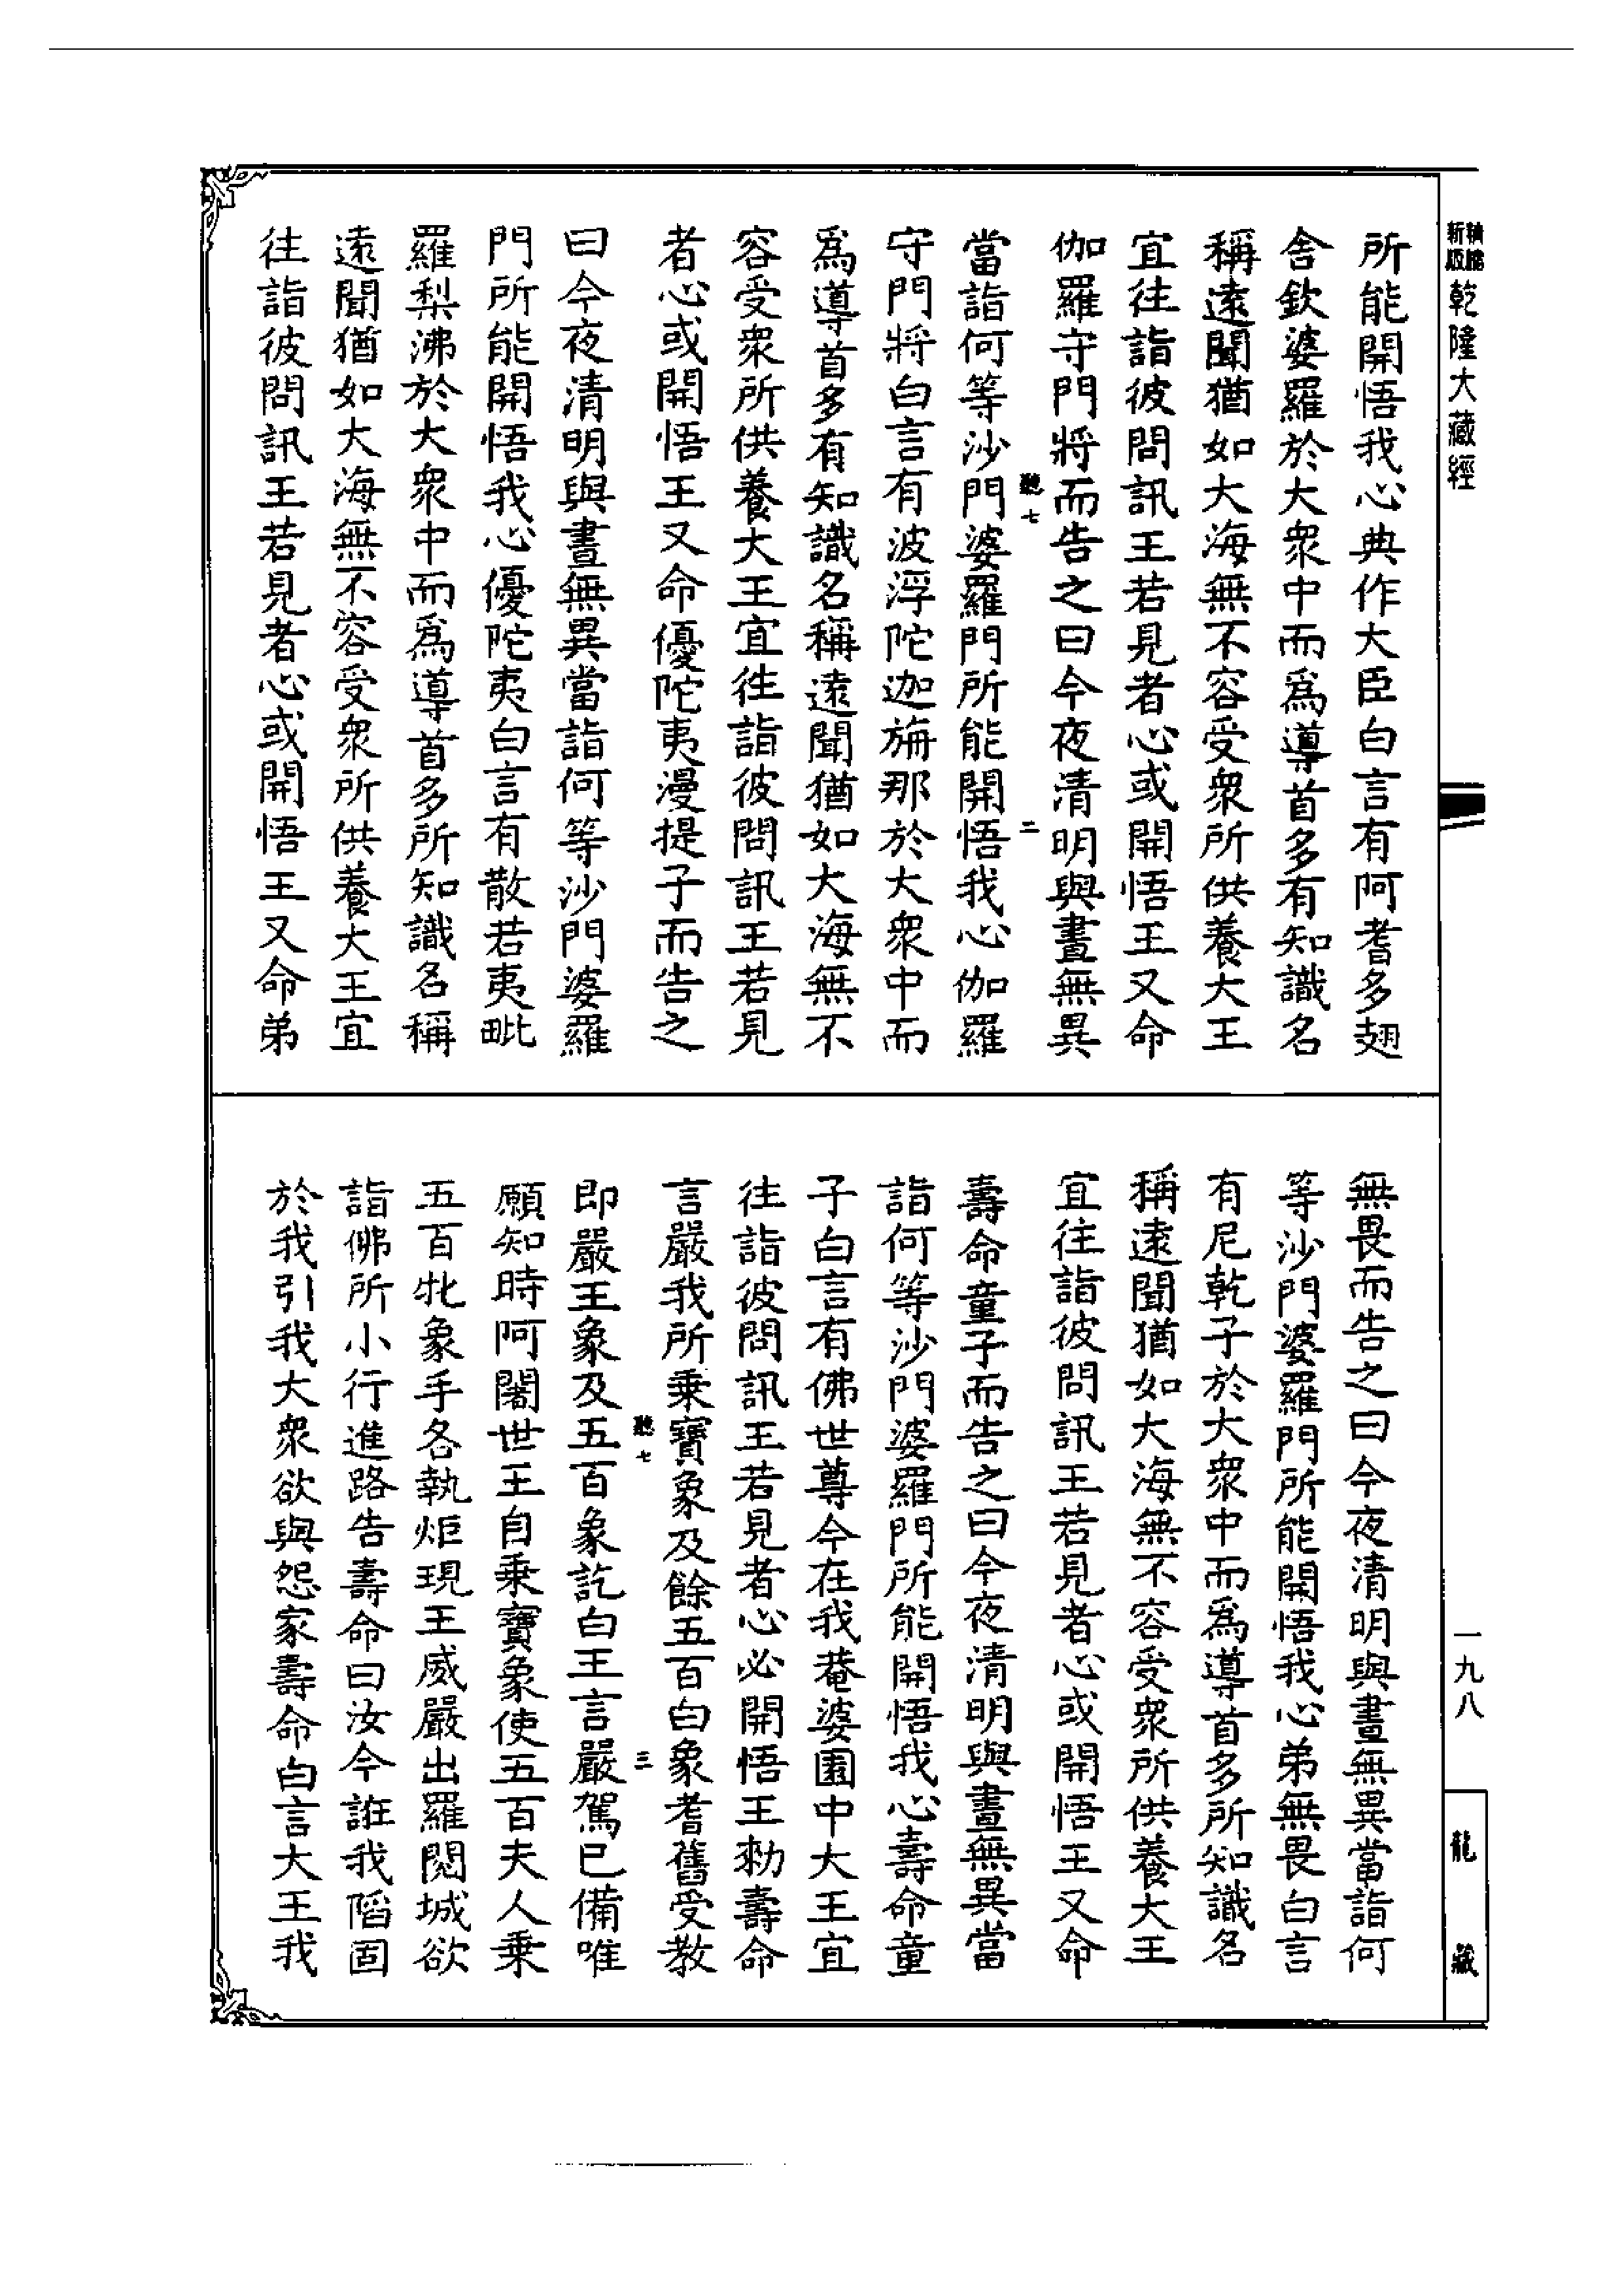 新編
縮版
乾隆大藏經
一九八
龍藏
所能開悟我心典作大臣白言有阿耆多翅
舍欽婆羅於大衆中而爲導首多有知識名
稱遠聞猶如大海無不容受衆所供養大王
宜往詣彼問訊王若見者心或開悟王又命
伽羅守門將而告之曰今夜清明與晝無異
聽七
二
當詣何等沙門婆羅門所能開悟我心伽羅
守門將白言有波浮陀迦旃那於大衆中而
爲導首多有知識名稱遠聞猶如大海無不
容受衆所供養大王宜往詣彼問訊王若見
者心或開悟王又命優陀夷漫提子而告之
曰今夜清明與晝無異當詣何等沙門婆羅
門所能開悟我心優陀夷白言有散若夷毗
羅梨沸於大衆中而爲導首多所知識名稱
遠聞猶如大海無不容受衆所供養大王宜
往詣彼問訊王若見者心或開悟王又命弟
無畏而告之曰今夜清明與晝無異當詣何
等沙門婆羅門所能開悟我心弟無畏白言
有尼乾子於大衆中而爲導首多所知識名
稱遠聞猶如大海無不容受衆所供養大王
宜往詣彼問訊王若見者心或開悟王又命
壽命童子而告之曰今夜清明與晝無異當
詣何等沙門婆羅門所能開悟我心壽命童
子白言有佛世尊今在我菴婆園中大王宜
往詣彼問訊王若見者心必開悟王勑壽命
言嚴我所乗寶象及餘五百白象耆舊受教
聽七
三
即嚴王象及五百象訖白王言嚴駕已備唯
願知時阿闍世王自乗寶象使五百夫人乗
五百牝象手各執炬現王威嚴出羅閱城欲
詣佛所小行進路告壽命曰汝今誑我陷固
於我引我大衆欲與怨家壽命白言大王我